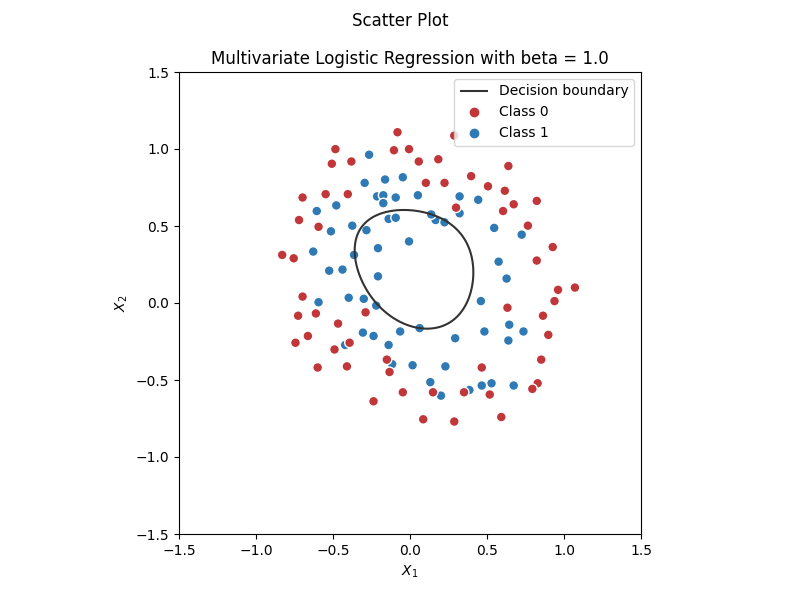 Scatter Plot
Multivariate Logistic Regression with beta = 1.0
Decision boundary
Class 0
Class 1
1.5
1.0
0.5
0.0
−0.5
−1.0
−1.5
X₂
−1.5 −1.0 −0.5 0.0 0.5 1.0 1.5
X₁